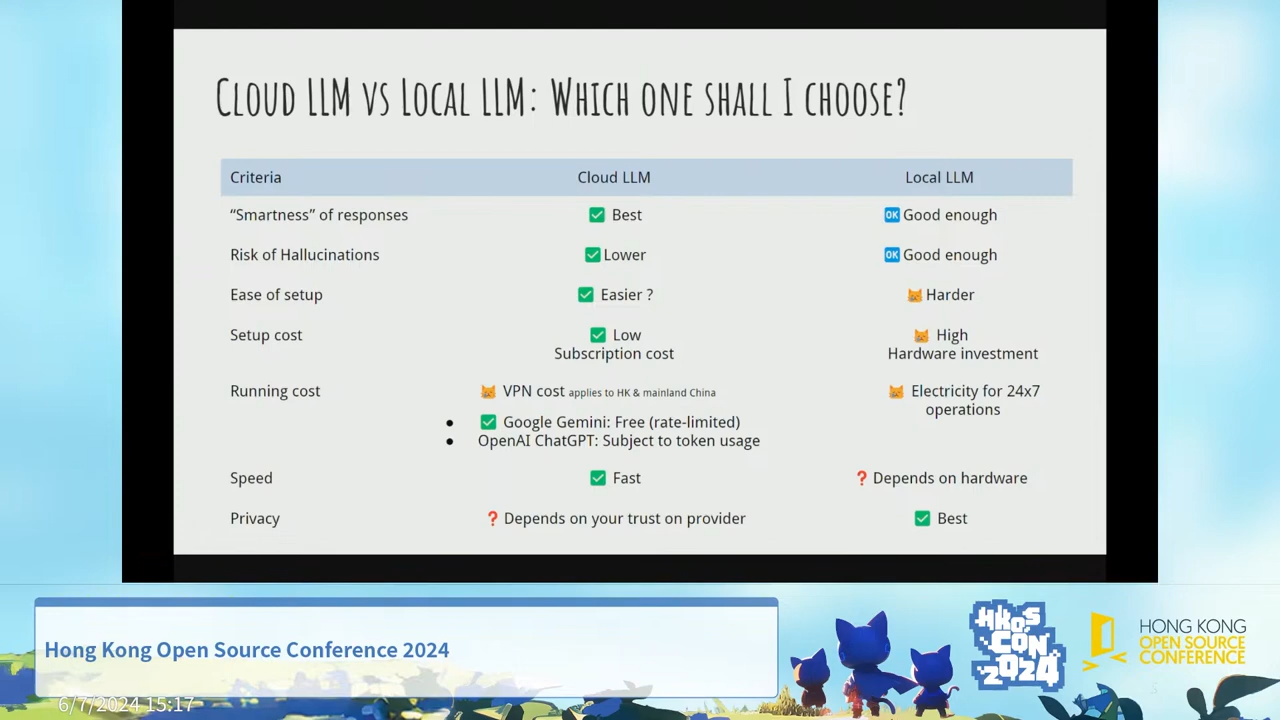 Cloud LLM vs Local LLM: Which one shall I choose?
Criteria Cloud LLM Local LLM
“Smartness” of responses ✅ Best 🆗 Good enough
Risk of Hallucinations ✅ Lower 🆗 Good enough
Ease of setup ✅ Easier ? 😾 Harder
Setup cost ✅ Low 😾 High
Subscription cost Hardware investment
Running cost 😾 VPN cost applies to HK & mainland China 😾 Electricity for 24x7
operations
● ✅ Google Gemini: Free (rate-limited)
● OpenAI ChatGPT: Subject to token usage
Speed ✅ Fast ❓ Depends on hardware
Privacy ❓ Depends on your trust on provider ✅ Best
Hong Kong Open Source Conference 2024
6/7/2024 15:17
HKOS
CON
2024
HONG KONG
OPEN SOURCE
CONFERENCE